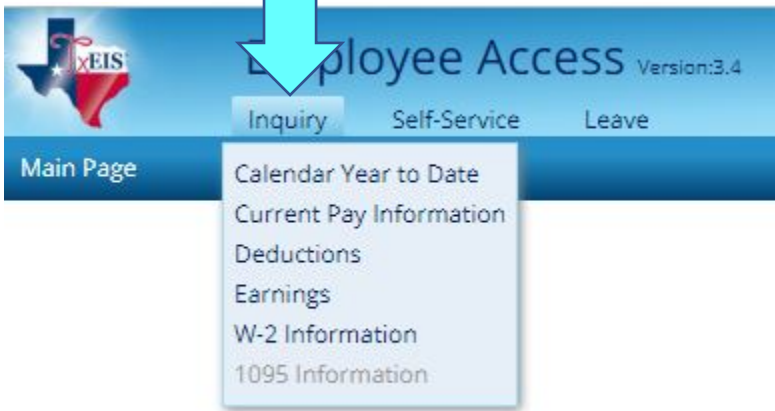 TxEIS
Employee Access Version:3.4
Inquiry Self-Service Leave
Main Page
Calendar Year to Date
Current Pay Information
Deductions
Earnings
W-2 Information
1095 Information